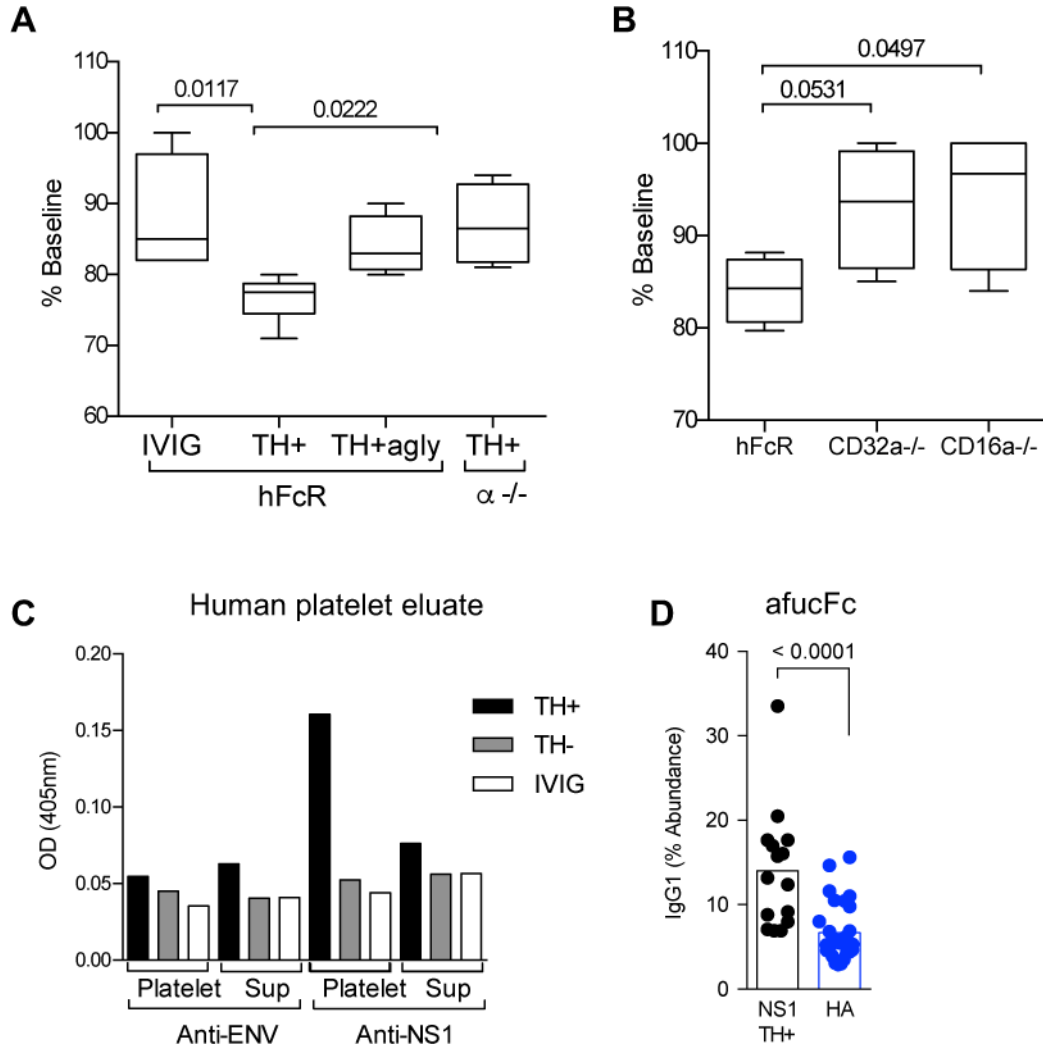 A
110
100
90
80
70
60
% Baseline
0.0117
0.0222
IVIG TH+ TH+agly TH+
hFcR α -/-
B
110
100
90
80
70
% Baseline
0.0497
0.0531
hFcR CD32a-/- CD16a-/-
C
Human platelet eluate
0.20
0.15
0.10
0.05
0.00
OD (405nm)
TH+
TH-
IVIG
Platelet Sup Platelet Sup
Anti-ENV Anti-NS1
D
afucFc
< 0.0001
40
30
20
10
0
IgG1 (% Abundance)
NS1 HA
TH+